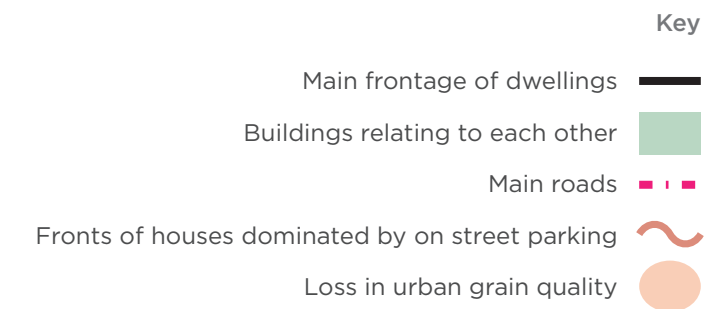 Key
Main frontage of dwellings
Buildings relating to each other
Main roads
Fronts of houses dominated by on street parking
Loss in urban grain quality